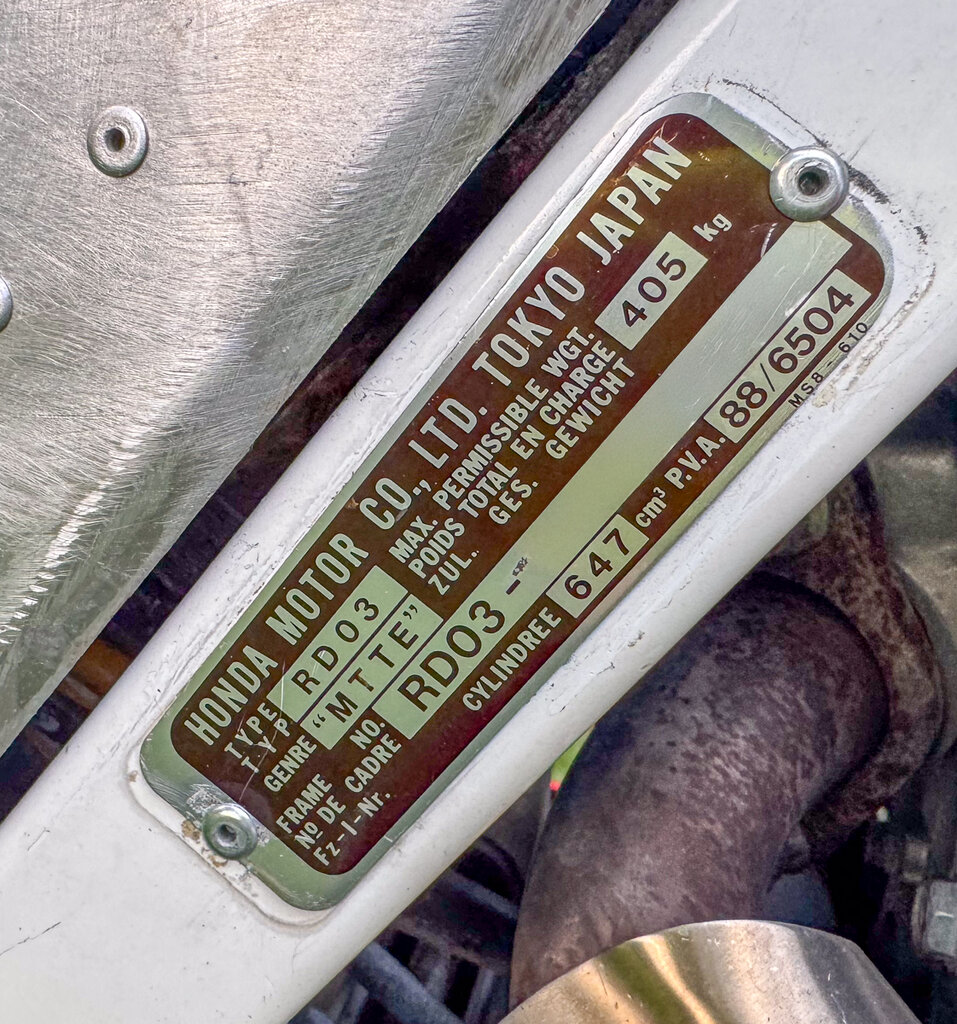 HONDA MOTOR CO., LTD. TOKYO JAPAN
TYPE
TYP
RD03
GENRE "MTTE"
MAX. PERMISSIBLE WGT.
POIDS TOTAL EN CHARGE
ZUL. GES. GEWICHT
405 kg
FRAME NO.
Nº DE CADRE
Fz-I-Nr.
RD03-
CYLINDREE 647 cm³ P.V.A. 88/6504
MS8-610